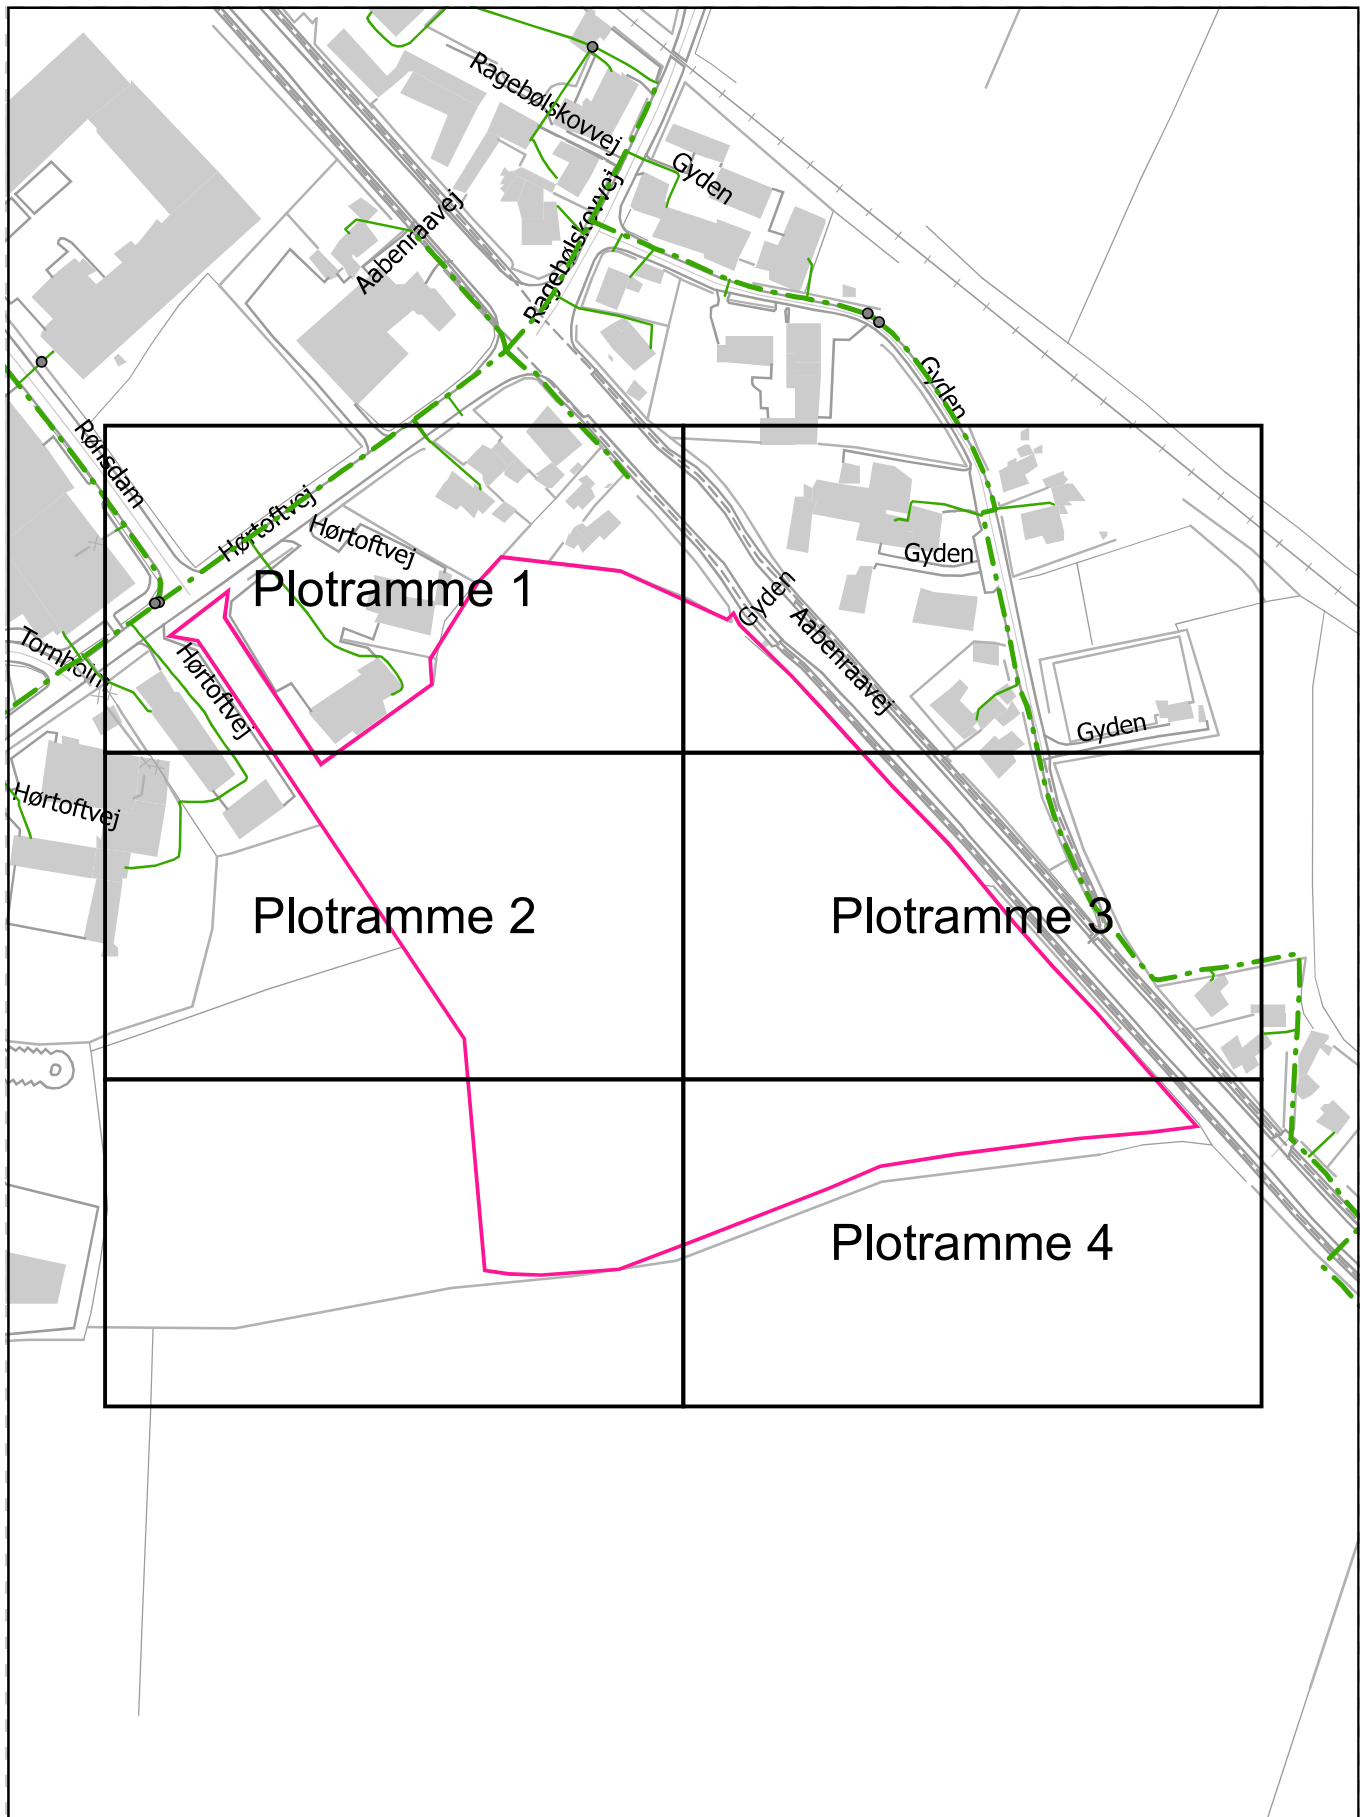 Ragebølskovvej
Gyden
Ragebølskovvej
Aabenraavej
Gyden
Rønsdam
Hørtoftvej
Hørtoftvej
Gyden
Plotramme 1
Gyden
Aabenraavej
Tornholm
Hørtoftvej
Gyden
Hørtoftvej
Plotramme 2
Plotramme 3
Plotramme 4